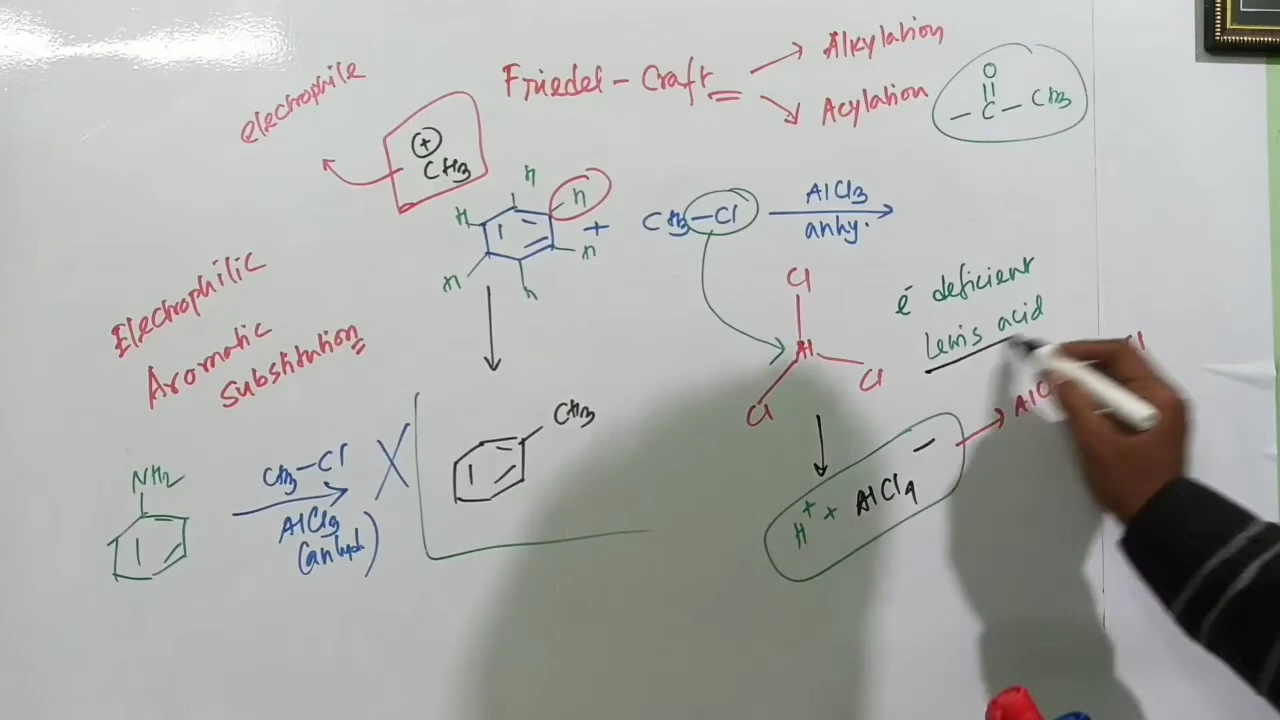 Friedel-Craft
Alkylation
Acylation
O
- C - CH3
electrophile
+
CH3
H
H
H
H
H
H
+ CH3-Cl
AlCl3
anhy.
Electrophilic
Aromatic
substitution
Cl
Al
Cl
Cl
e- deficient
Lewis acid
CH3
H+ + AlCl4 -
NH2
CH3-Cl
AlCl3
(anhyd)
X